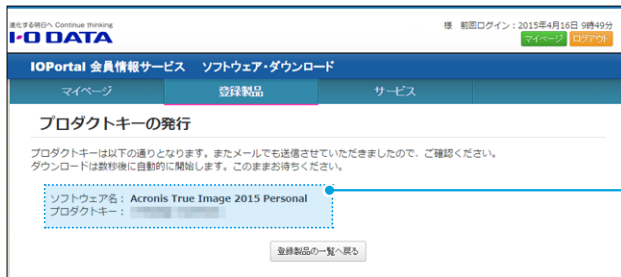 進化する明日へ Continue thinking
I-O DATA
様 前回ログイン：2015年4月16日 9時49分
マイページ ログアウト
IOPortal 会員情報サービス ソフトウェア・ダウンロード
マイページ 登録製品 サービス
プロダクトキーの発行
プロダクトキーは以下の通りとなります。またメールでも送信させていただきましたので、ご確認ください。
ダウンロードは数秒後に自動的に開始します。このままお待ちください。
ソフトウェア名： Acronis True Image 2015 Personal
プロダクトキー：
登録製品の一覧へ戻る